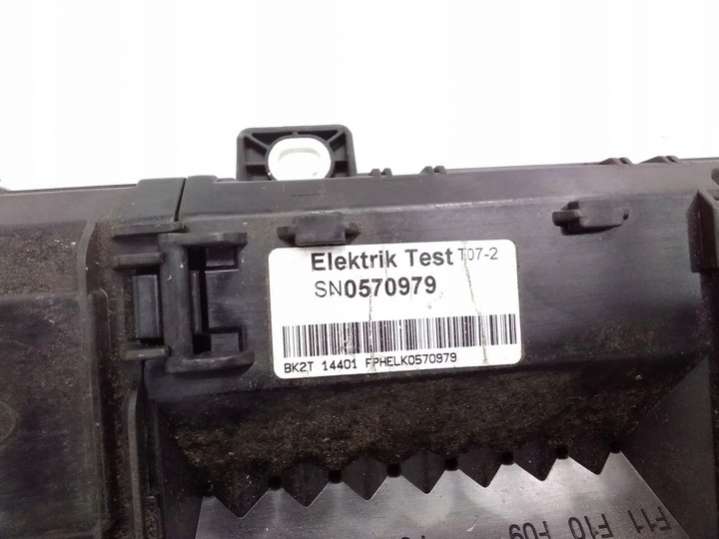 Elektrik Test T07-2
SN0570979
BK2T 14401 FPHELK0570979
F11 F10 F09